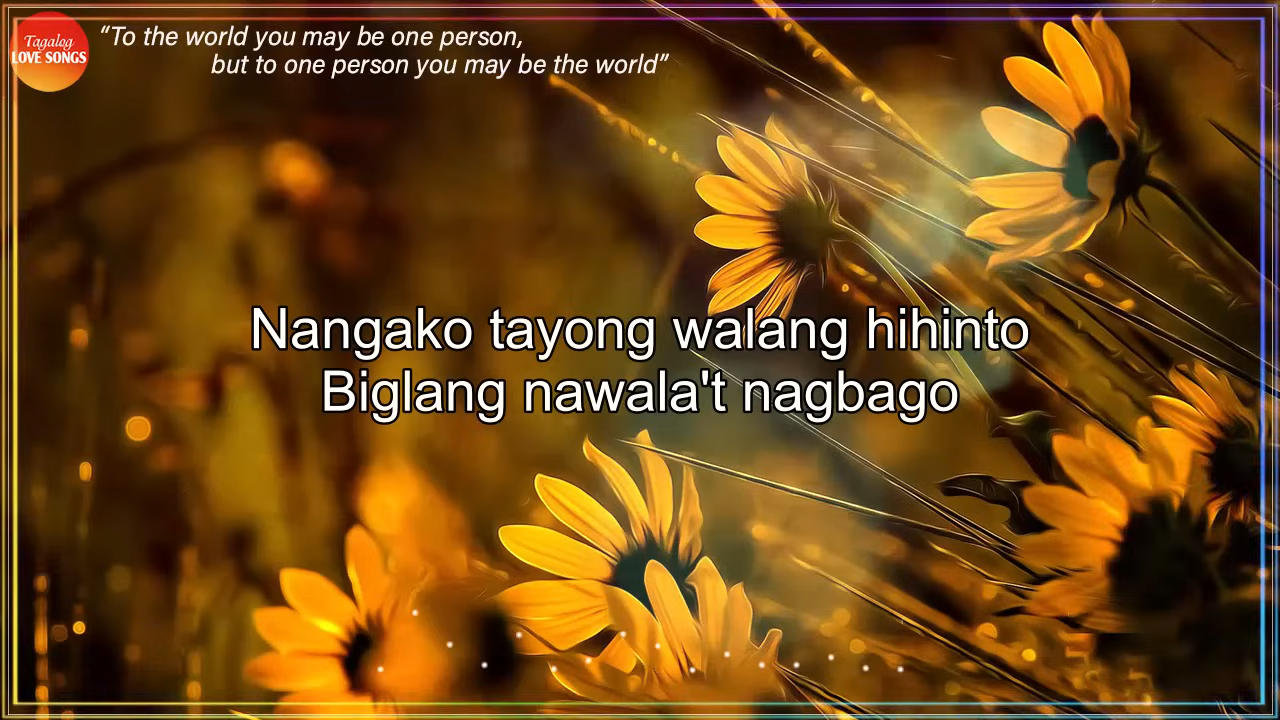 Tagalog
LOVE SONGS
“To the world you may be one person,
but to one person you may be the world”
Nangako tayong walang hihinto
Biglang nawala't nagbago